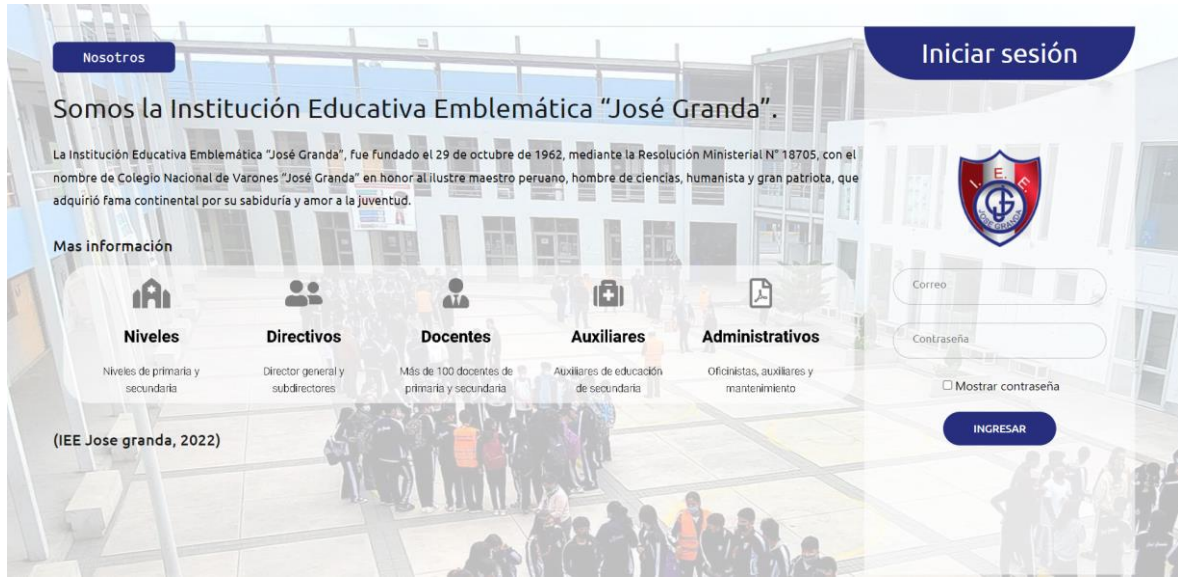 Nosotros
Iniciar sesión
Somos la Institución Educativa Emblemática "José Granda".
La Institución Educativa Emblemática "José Granda", fue fundado el 29 de octubre de 1962, mediante la Resolución Ministerial N° 18705, con el
nombre de Colegio Nacional de Varones "José Granda" en honor al ilustre maestro peruano, hombre de ciencias, humanista y gran patriota, que
adquirió fama continental por su sabiduría y amor a la juventud.
Mas información
Niveles
Niveles de primaria y
secundaria
Directivos
Director general y
subdirectores
Docentes
Más de 100 docentes de
primaria y secundaria
Auxiliares
Auxiliares de educación
de secundaria
Administrativos
Oficinistas, auxiliares y
mantenimiento
(IEE Jose granda, 2022)
I. E. E.
JOSE GRANDA
Correo
Contraseña
Mostrar contraseña
INGRESAR